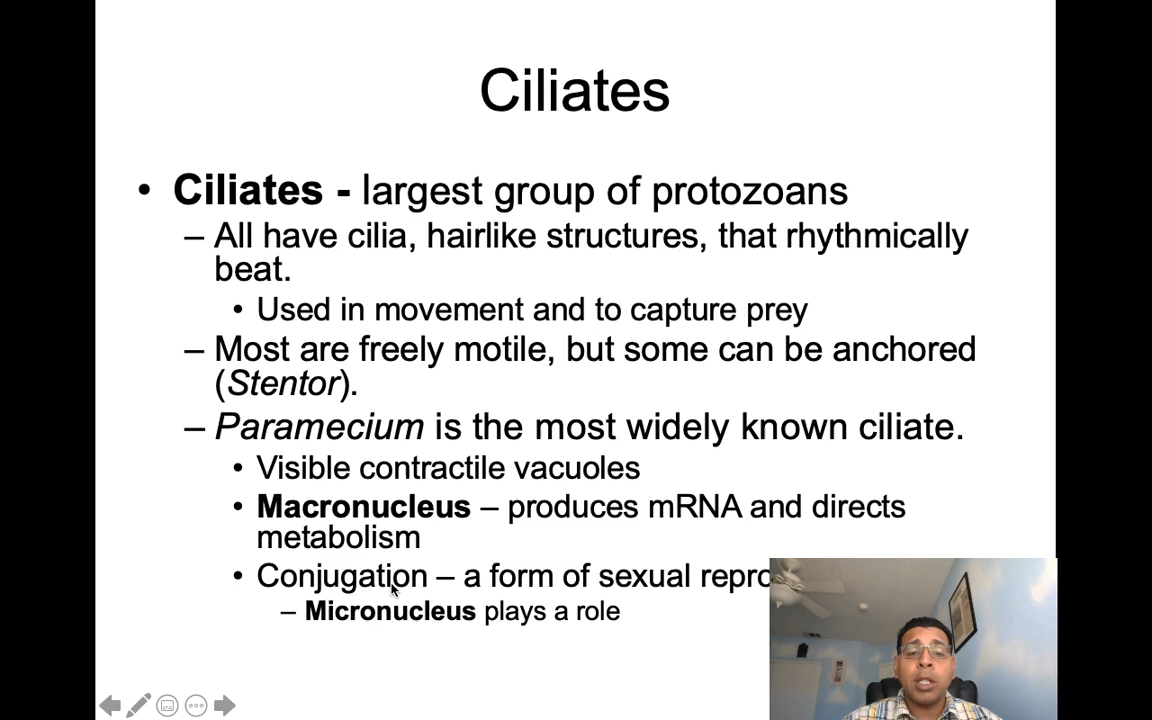 Ciliates
• Ciliates - largest group of protozoans
– All have cilia, hairlike structures, that rhythmically
beat.
• Used in movement and to capture prey
– Most are freely motile, but some can be anchored
(Stentor).
– Paramecium is the most widely known ciliate.
• Visible contractile vacuoles
• Macronucleus – produces mRNA and directs
metabolism
• Conjugation – a form of sexual repro
– Micronucleus plays a role